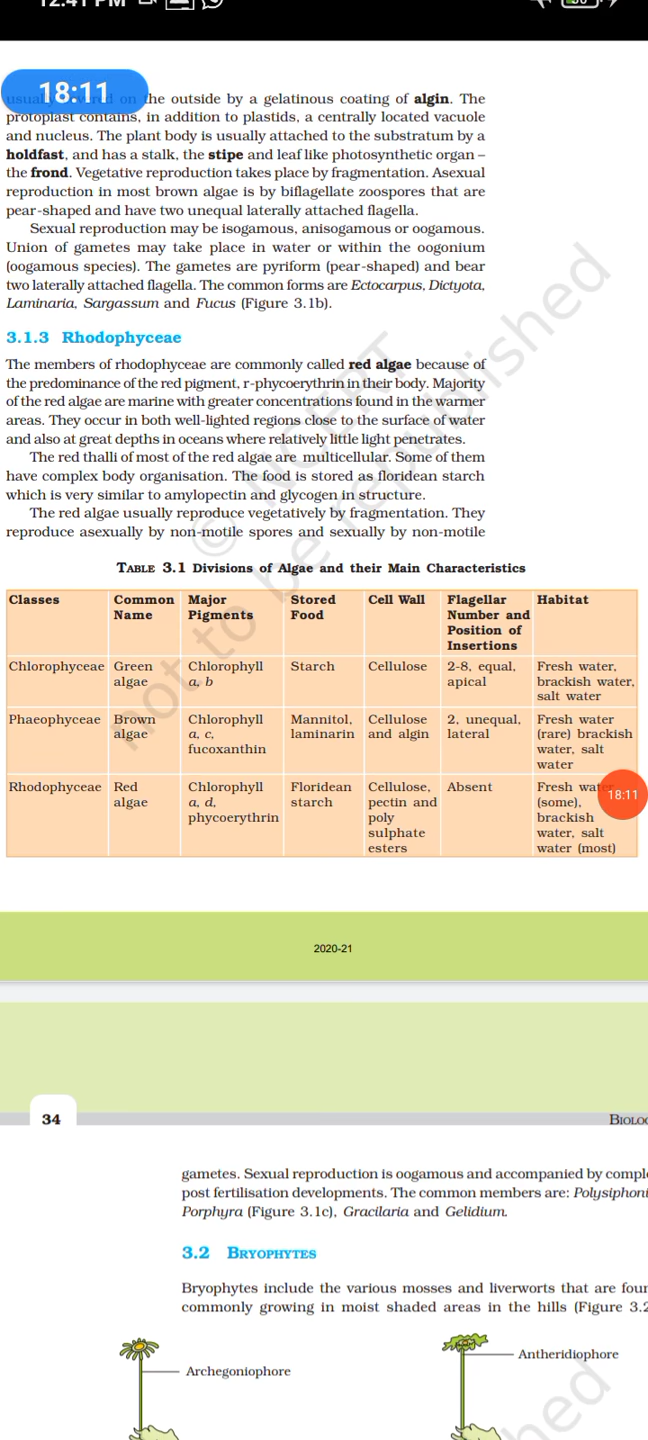 12:41 PM
18:11
usually covered on the outside by a gelatinous coating of algin. The
protoplast contains, in addition to plastids, a centrally located vacuole
and nucleus. The plant body is usually attached to the substratum by a
holdfast, and has a stalk, the stipe and leaf like photosynthetic organ –
the frond. Vegetative reproduction takes place by fragmentation. Asexual
reproduction in most brown algae is by biflagellate zoospores that are
pear-shaped and have two unequal laterally attached flagella.
Sexual reproduction may be isogamous, anisogamous or oogamous.
Union of gametes may take place in water or within the oogonium
(oogamous species). The gametes are pyriform (pear-shaped) and bear
two laterally attached flagella. The common forms are Ectocarpus, Dictyota,
Laminaria, Sargassum and Fucus (Figure 3.1b).
3.1.3 Rhodophyceae
The members of rhodophyceae are commonly called red algae because of
the predominance of the red pigment, r-phycoerythrin in their body. Majority
of the red algae are marine with greater concentrations found in the warmer
areas. They occur in both well-lighted regions close to the surface of water
and also at great depths in oceans where relatively little light penetrates.
The red thalli of most of the red algae are multicellular. Some of them
have complex body organisation. The food is stored as floridean starch
which is very similar to amylopectin and glycogen in structure.
The red algae usually reproduce vegetatively by fragmentation. They
reproduce asexually by non-motile spores and sexually by non-motile
© NCERT
not to be republished
TABLE 3.1 Divisions of Algae and their Main Characteristics
Classes Common Major Stored Cell Wall Flagellar Habitat
Name Pigments Food Number and
Position of
Insertions
Chlorophyceae Green Chlorophyll Starch Cellulose 2-8, equal, Fresh water,
algae a, b apical brackish water,
salt water
Phaeophyceae Brown Chlorophyll Mannitol, Cellulose 2, unequal, Fresh water
algae a, c, laminarin and algin lateral (rare) brackish
fucoxanthin water, salt
water
Rhodophyceae Red Chlorophyll Floridean Cellulose, Absent Fresh water
algae a, d, starch pectin and (some),
phycoerythrin poly brackish
sulphate water, salt
esters water (most)
18:11
2020-21
34
BIOLO
gametes. Sexual reproduction is oogamous and accompanied by comple
post fertilisation developments. The common members are: Polysiphoni
Porphyra (Figure 3.1c), Gracilaria and Gelidium.
3.2 BRYOPHYTES
Bryophytes include the various mosses and liverworts that are foun
commonly growing in moist shaded areas in the hills (Figure 3.2
Archegoniophore
Antheridiophore
shed